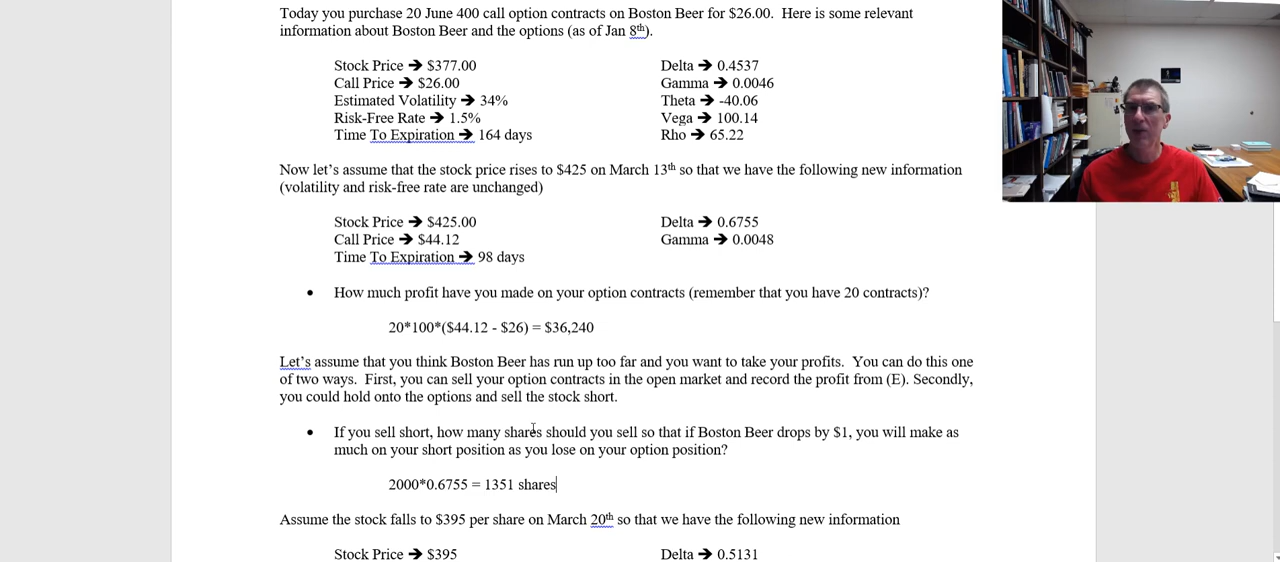 Today you purchase 20 June 400 call option contracts on Boston Beer for $26.00.  Here is some relevant
information about Boston Beer and the options (as of Jan 8th).
Stock Price ➔ $377.00
Call Price ➔ $26.00
Estimated Volatility ➔ 34%
Risk-Free Rate ➔ 1.5%
Time To Expiration ➔ 164 days
Delta ➔ 0.4537
Gamma ➔ 0.0046
Theta ➔ -40.06
Vega ➔ 100.14
Rho ➔ 65.22
Now let's assume that the stock price rises to $425 on March 13th so that we have the following new information
(volatility and risk-free rate are unchanged)
Stock Price ➔ $425.00
Call Price ➔ $44.12
Time To Expiration ➔ 98 days
Delta ➔ 0.6755
Gamma ➔ 0.0048
• How much profit have you made on your option contracts (remember that you have 20 contracts)?
20*100*($44.12 - $26) = $36,240
Let's assume that you think Boston Beer has run up too far and you want to take your profits.  You can do this one
of two ways.  First, you can sell your option contracts in the open market and record the profit from (E). Secondly,
you could hold onto the options and sell the stock short.
• If you sell short, how many shares should you sell so that if Boston Beer drops by $1, you will make as
much on your short position as you lose on your option position?
2000*0.6755 = 1351 shares
Assume the stock falls to $395 per share on March 20th so that we have the following new information
Stock Price ➔ $395
Delta ➔ 0.5131